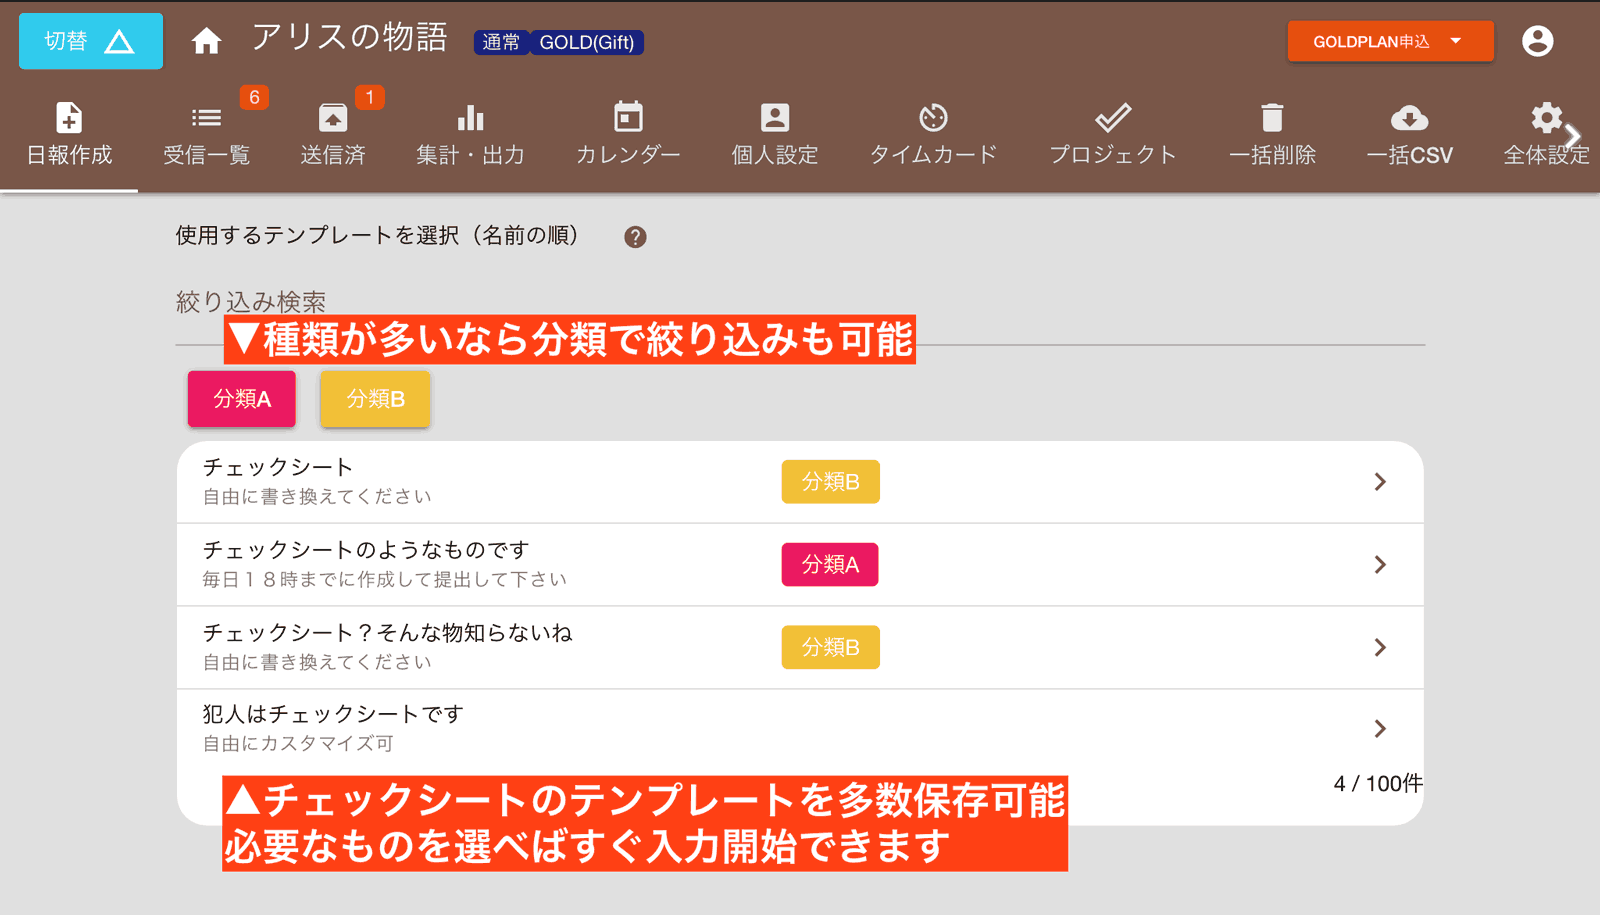 切替
アリスの物語
通常
GOLD(Gift)
GOLDPLAN申込
6
1
日報作成
受信一覧
送信済
集計・出力
カレンダー
個人設定
タイムカード
プロジェクト
一括削除
一括CSV
全体設定
使用するテンプレートを選択（名前の順）
絞り込み検索
▼種類が多いなら分類で絞り込みも可能
分類A
分類B
チェックシート
自由に書き換えてください
分類B
チェックシートのようなものです
毎日１８時までに作成して提出して下さい
分類A
チェックシート？そんな物知らないね
自由に書き換えてください
分類B
犯人はチェックシートです
自由にカスタマイズ可
4 / 100件
▲チェックシートのテンプレートを多数保存可能
必要なものを選べばすぐ入力開始できます